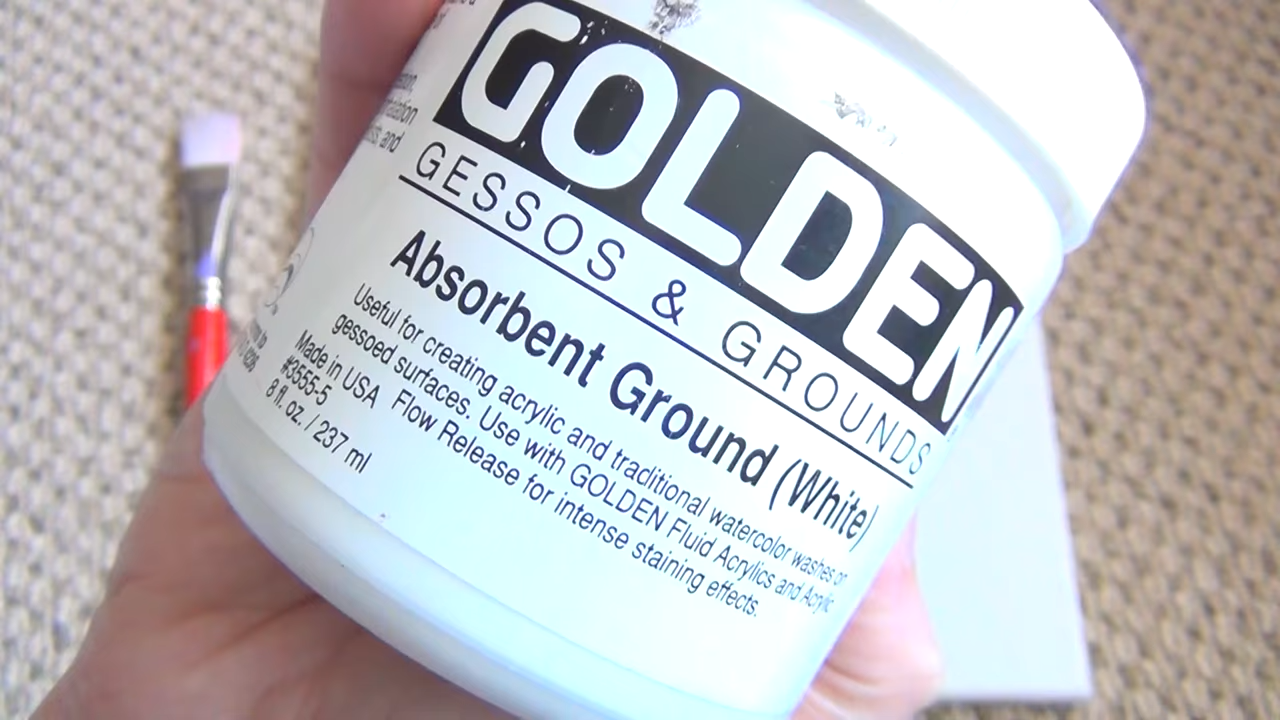 GOLDEN
GESSOS & GROUNDS
Absorbent Ground (White)
Useful for creating acrylic and traditional watercolor washes on
gessoed surfaces. Use with GOLDEN Fluid Acrylics and Acrylic
Flow Release for intense staining effects.
Made in USA
#3555-5
8 fl. oz. / 237 ml
and